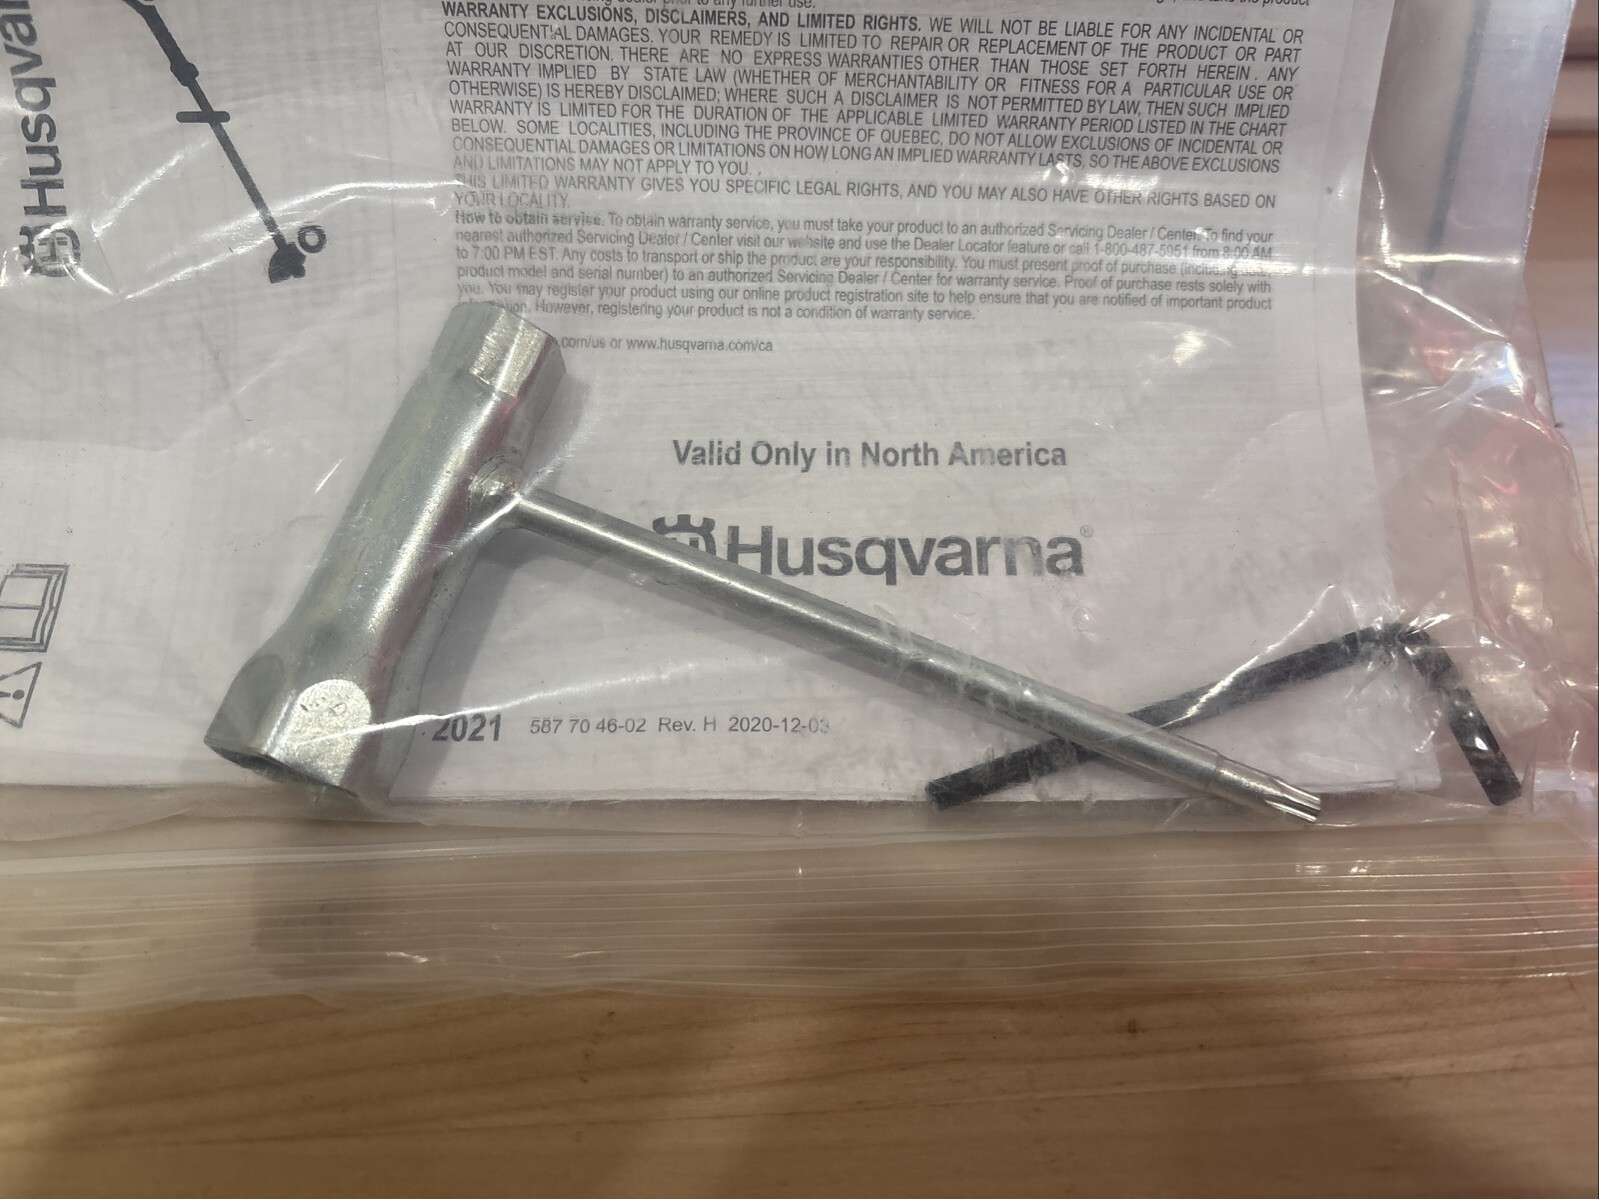 Husqvar
prior to any further use.
product
WARRANTY EXCLUSIONS, DISCLAIMERS, AND LIMITED RIGHTS. WE WILL NOT BE LIABLE FOR ANY INCIDENTAL OR
CONSEQUENTIAL DAMAGES. YOUR REMEDY IS LIMITED TO REPAIR OR REPLACEMENT OF THE PRODUCT OR PART
AT OUR DISCRETION. THERE ARE NO EXPRESS WARRANTIES OTHER THAN THOSE SET FORTH HEREIN. ANY
WARRANTY IMPLIED BY STATE LAW (WHETHER OF MERCHANTABILITY OR FITNESS FOR A PARTICULAR USE OR
OTHERWISE) IS HEREBY DISCLAIMED; WHERE SUCH A DISCLAIMER IS NOT PERMITTED BY LAW, THEN SUCH IMPLIED
WARRANTY IS LIMITED FOR THE DURATION OF THE APPLICABLE LIMITED WARRANTY PERIOD LISTED IN THE CHART
BELOW. SOME LOCALITIES, INCLUDING THE PROVINCE OF QUEBEC, DO NOT ALLOW EXCLUSIONS OF INCIDENTAL OR
CONSEQUENTIAL DAMAGES OR LIMITATIONS ON HOW LONG AN IMPLIED WARRANTY LASTS, SO THE ABOVE EXCLUSIONS
AND LIMITATIONS MAY NOT APPLY TO YOU.
THIS LIMITED WARRANTY GIVES YOU SPECIFIC LEGAL RIGHTS, AND YOU MAY ALSO HAVE OTHER RIGHTS BASED ON
YOUR LOCALITY.
How to obtain service. To obtain warranty service, you must take your product to an authorized Servicing Dealer / Center. To find your
nearest authorized Servicing Dealer / Center visit our website and use the Dealer Locator feature or call 1-800-487-5951 from 8:00 AM
to 7:00 PM EST. Any costs to transport or ship the product are your responsibility. You must present proof of purchase (including date,
product model and serial number) to an authorized Servicing Dealer / Center for warranty service. Proof of purchase rests solely with
you. You may register your product using our online product registration site to help ensure that you are notified of important product
information. However, registering your product is not a condition of warranty service.
.com/us or www.husqvarna.com/ca
Valid Only in North America
Husqvarna®
2021 587 70 46-02 Rev. H 2020-12-03